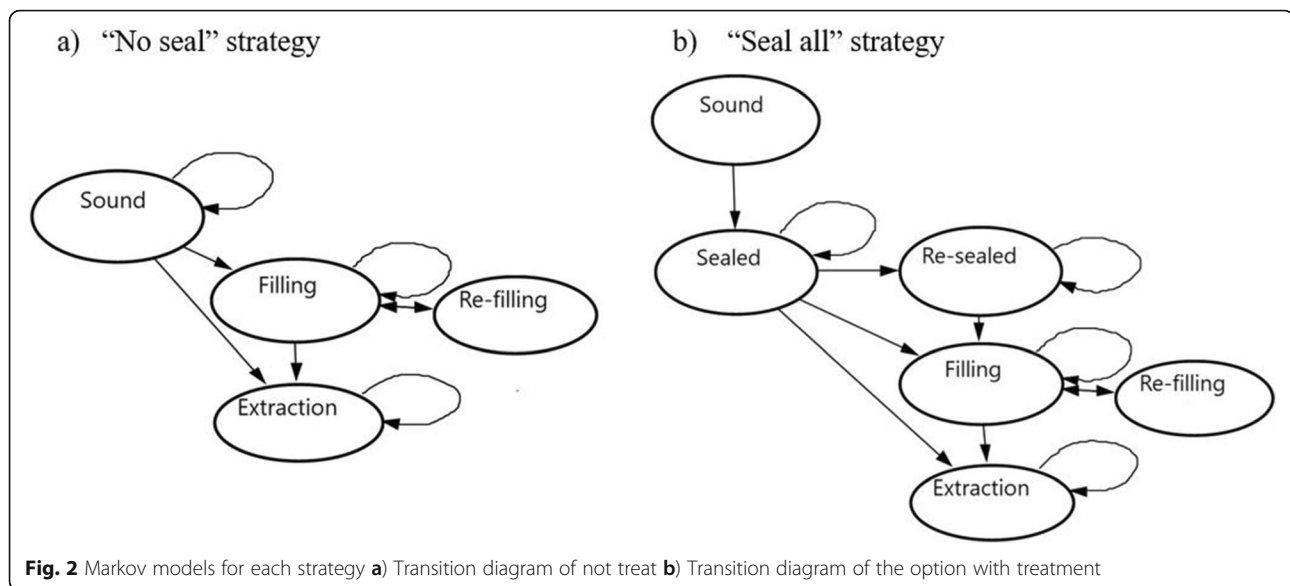 a) “No seal” strategy
Sound
Filling
Re-filling
Extraction
b) “Seal all” strategy
Sound
Sealed
Re-sealed
Filling
Re-filling
Extraction
Fig. 2 Markov models for each strategy a) Transition diagram of not treat b) Transition diagram of the option with treatment